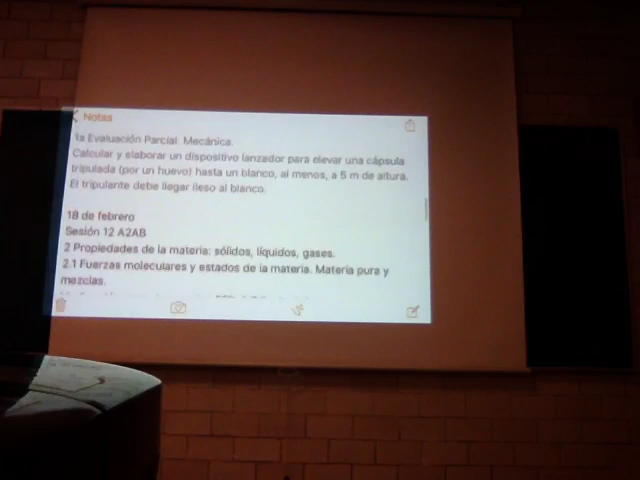 Notas
1a Evaluación Parcial: Mecánica.
Calcular y elaborar un dispositivo lanzador para elevar una cápsula
tripulada (por un huevo) hasta un blanco, al menos, a 5 m de altura.
El tripulante debe llegar ileso al blanco.
18 de febrero
Sesión 12 A2AB
2 Propiedades de la materia: sólidos, líquidos, gases.
2.1 Fuerzas moleculares y estados de la materia. Materia pura y
mezclas.